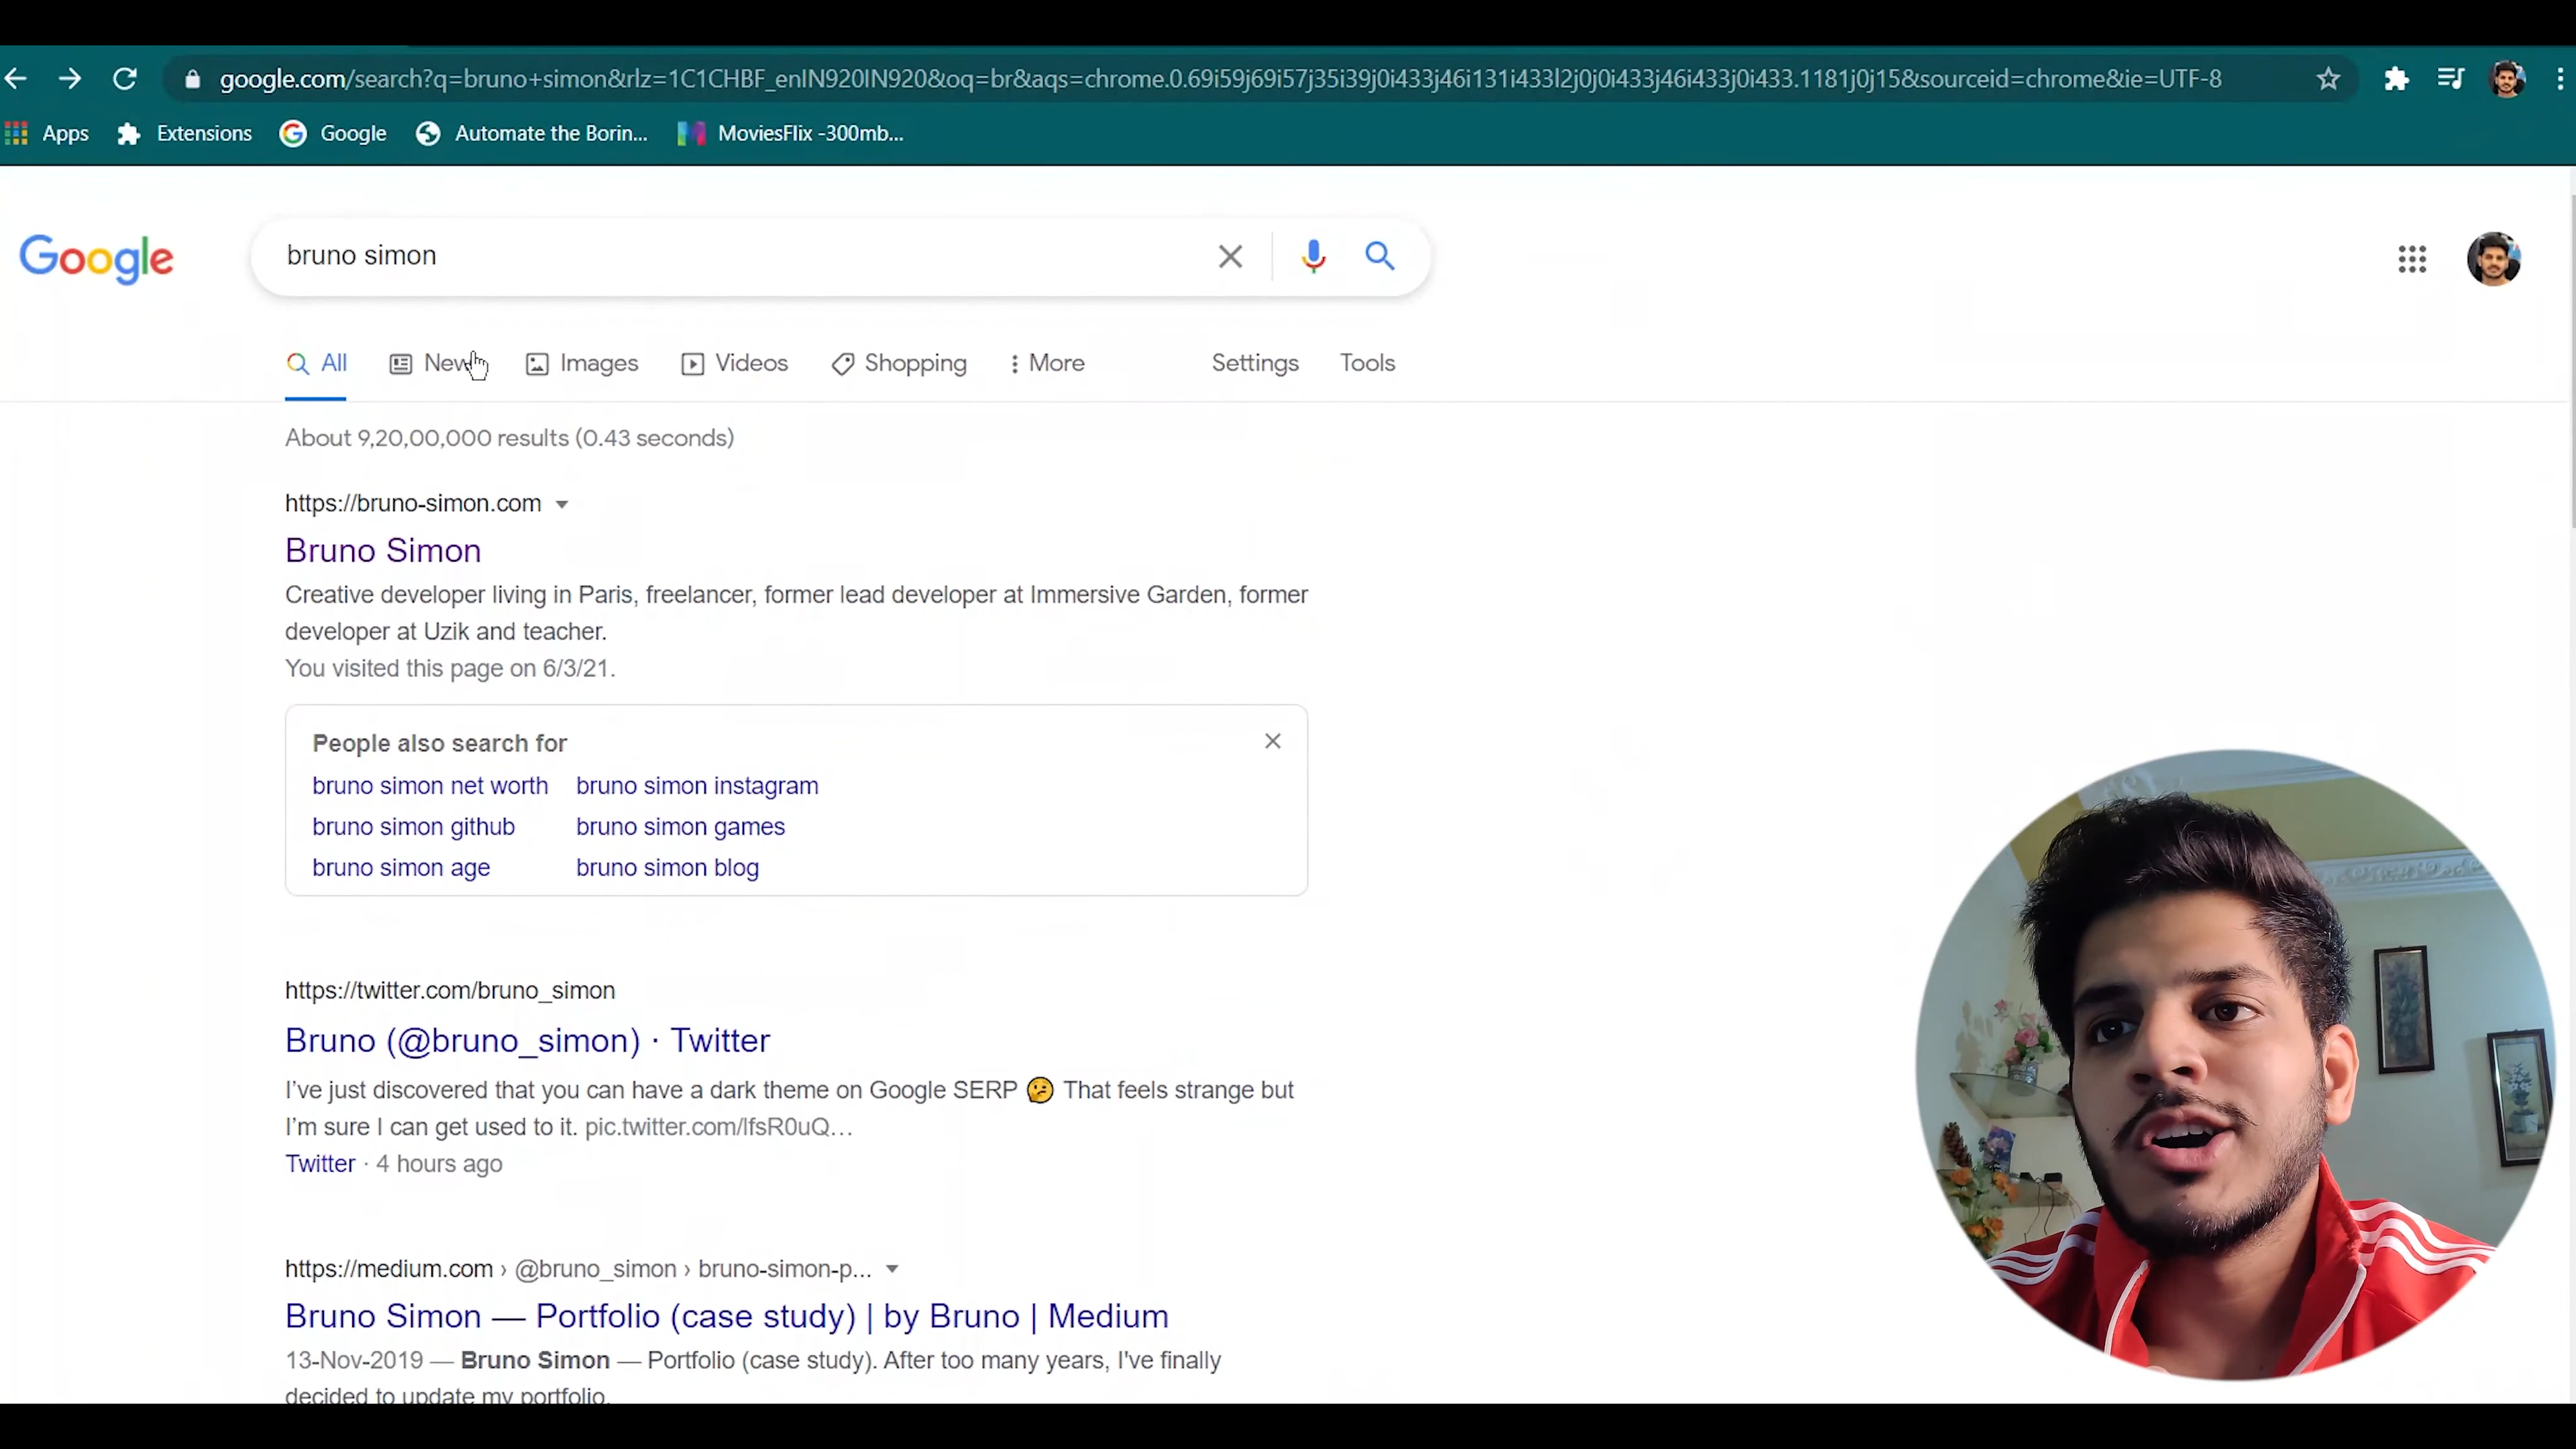 google.com/search?q=bruno+simon&rlz=1C1CHBF_enIN920IN920&oq=br&aqs=chrome.0.69i59j69i57j35i39j0i433j46i131i433l2j0j0i433j46i433j0i433.1181j0j15&sourceid=chrome&ie=UTF-8
Apps Extensions Google Automate the Borin... MoviesFlix -300mb...
Google bruno simon
All New Images Videos Shopping More Settings Tools
About 9,20,00,000 results (0.43 seconds)
https://bruno-simon.com
Bruno Simon
Creative developer living in Paris, freelancer, former lead developer at Immersive Garden, former
developer at Uzik and teacher.
You visited this page on 6/3/21.
People also search for
bruno simon net worth bruno simon instagram
bruno simon github bruno simon games
bruno simon age bruno simon blog
https://twitter.com/bruno_simon
Bruno (@bruno_simon) · Twitter
I've just discovered that you can have a dark theme on Google SERP 🤔 That feels strange but
I'm sure I can get used to it. pic.twitter.com/lfsR0uQ...
Twitter · 4 hours ago
https://medium.com › @bruno_simon › bruno-simon-p...
Bruno Simon — Portfolio (case study) | by Bruno | Medium
13-Nov-2019 — Bruno Simon — Portfolio (case study). After too many years, I've finally
decided to update my portfolio.